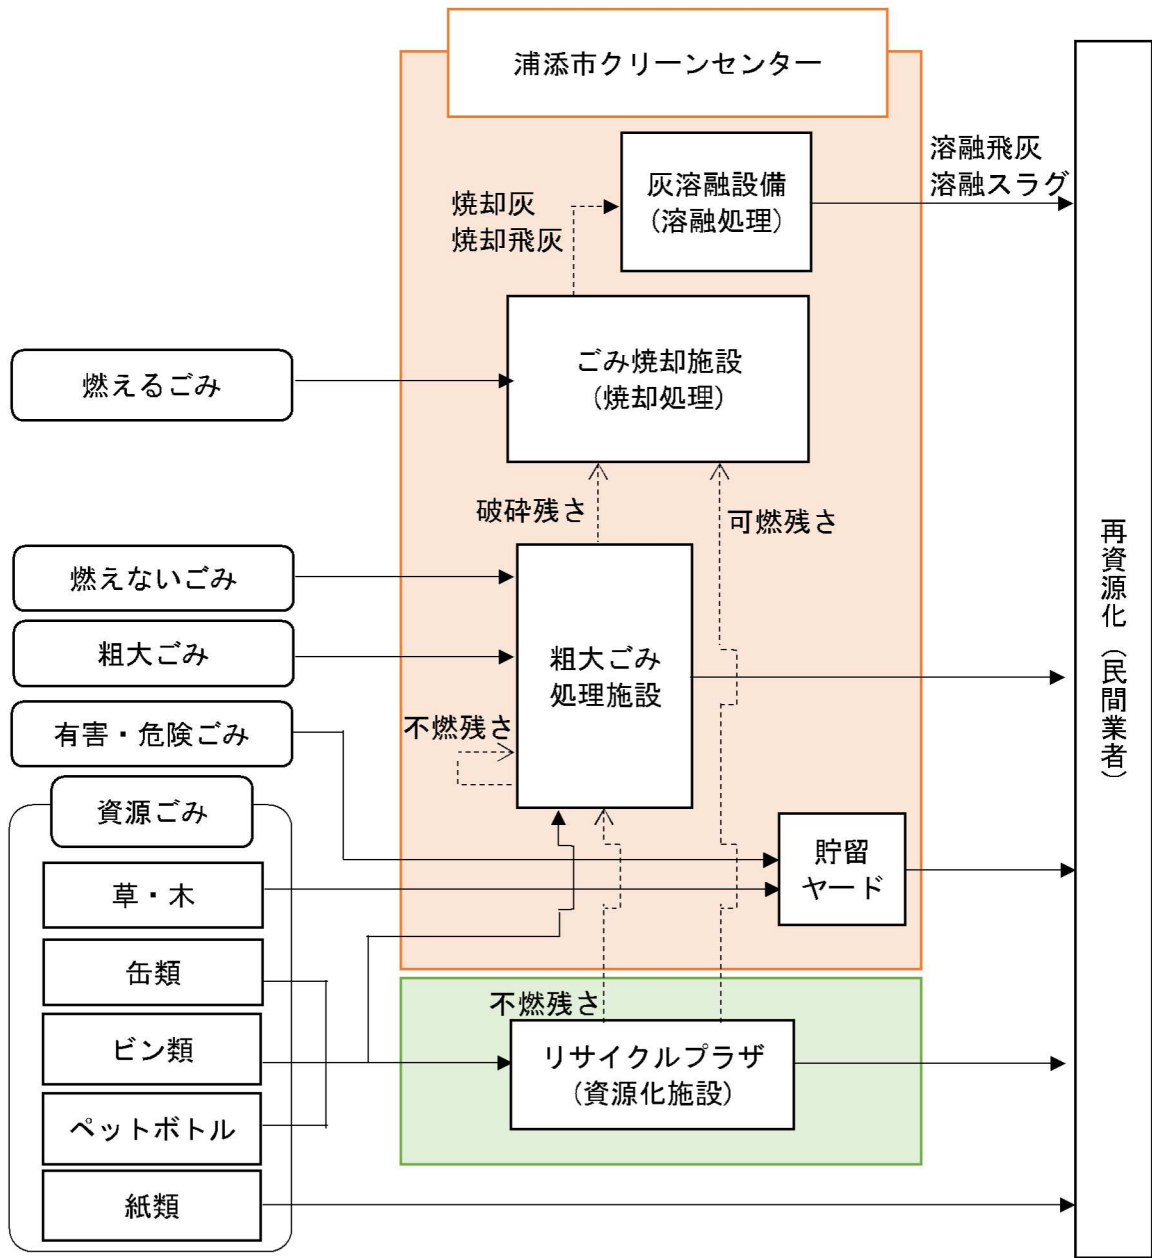 浦添市クリーンセンター
灰溶融設備
(溶融処理)
溶融飛灰
溶融スラグ
焼却灰
焼却飛灰
ごみ焼却施設
(焼却処理)
燃えるごみ
破砕残さ
可燃残さ
燃えないごみ
粗大ごみ
粗大ごみ
処理施設
不燃残さ
有害・危険ごみ
資源ごみ
貯留
ヤード
草・木
缶類
不燃残さ
ビン類
リサイクルプラザ
(資源化施設)
ペットボトル
紙類
再資源化（民間業者）